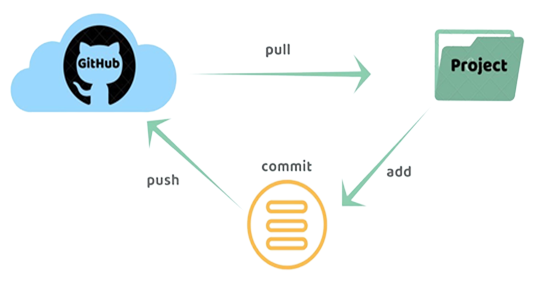 GitHub
pull
Project
commit
add
push